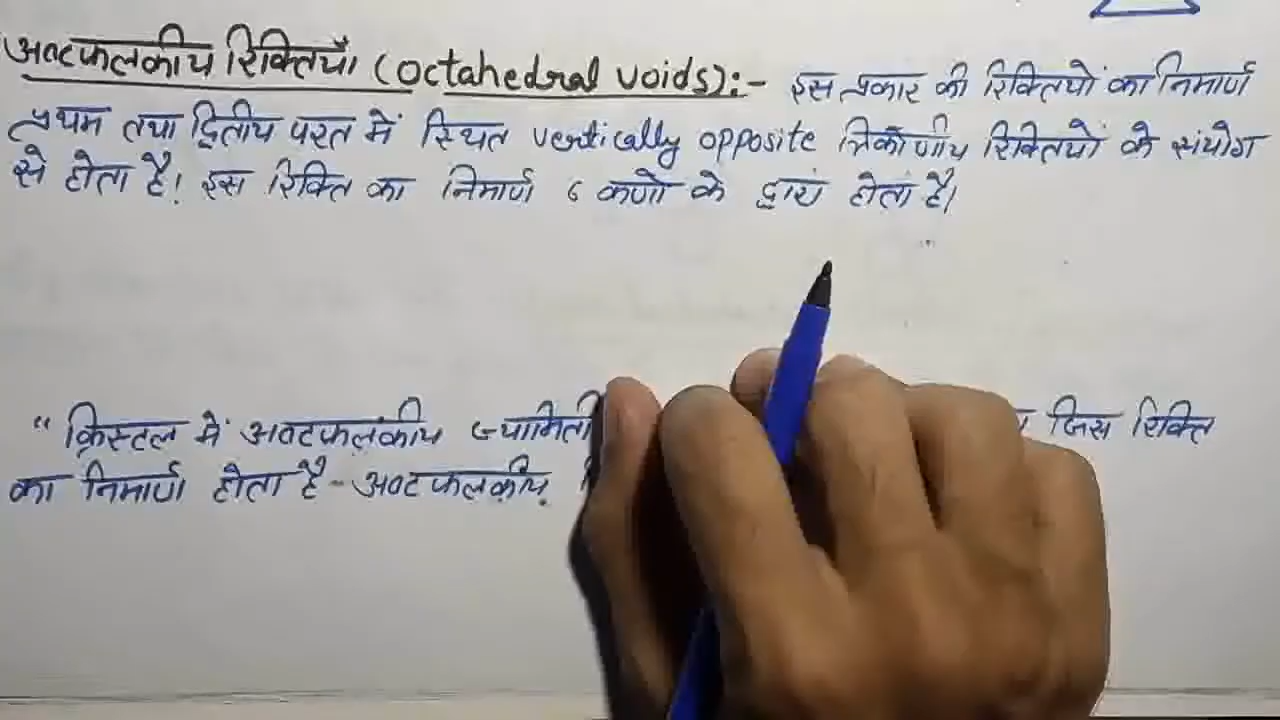 अष्टफलकीय रिक्तियाँ (octahedral voids):- इस प्रकार की रिक्तियों का निमार्ण
प्रथम तथा द्वितीय परत में स्थित vertically opposite त्रिकोणीय रिक्तियों के संयोग
से होता है। इस रिक्ति का निमार्ण 6 कणो के द्वारा होता है।
“ क्रिस्टल में अष्टफलकीय ज्यामिती जिस रिक्ति
का निमार्ण होता है - अष्टफलकीय